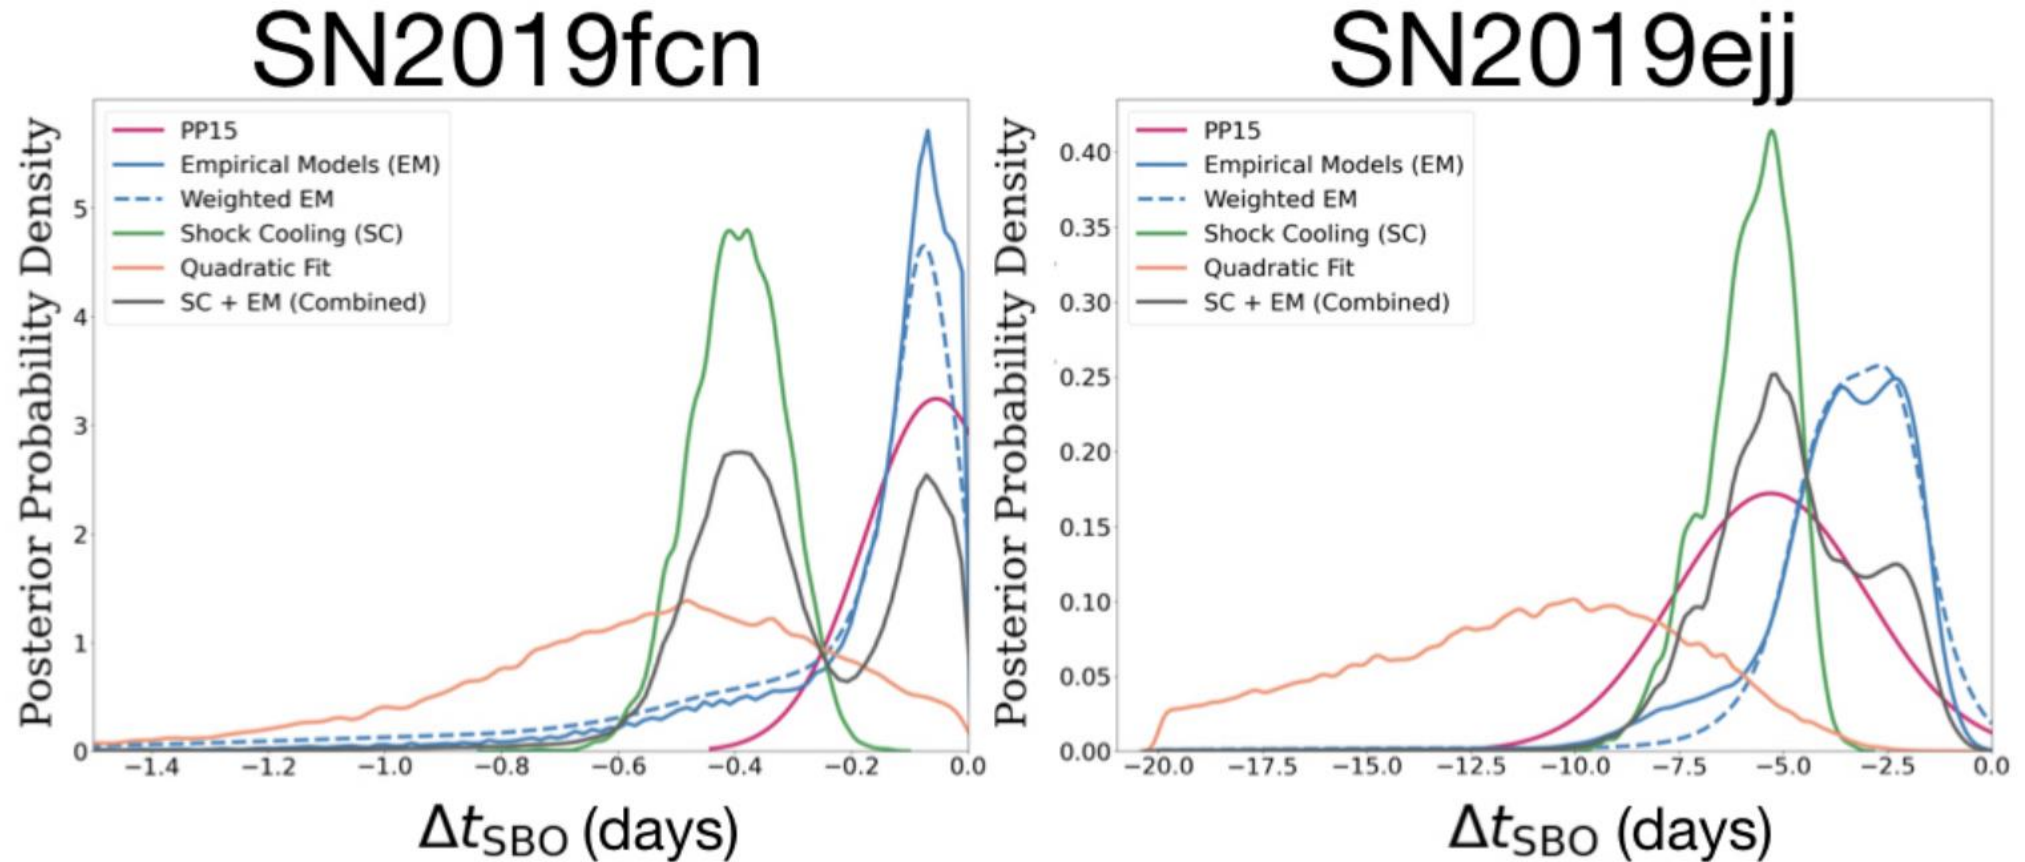 SN2019fcn
PP15
Empirical Models (EM)
Weighted EM
Shock Cooling (SC)
Quadratic Fit
SC + EM (Combined)
Posterior Probability Density
5
4
3
2
1
0
−1.4 −1.2 −1.0 −0.8 −0.6 −0.4 −0.2 0.0
Δt_SBO (days)
SN2019ejj
PP15
Empirical Models (EM)
Weighted EM
Shock Cooling (SC)
Quadratic Fit
SC + EM (Combined)
Posterior Probability Density
0.40
0.35
0.30
0.25
0.20
0.15
0.10
0.05
0.00
−20.0 −17.5 −15.0 −12.5 −10.0 −7.5 −5.0 −2.5 0.0
Δt_SBO (days)